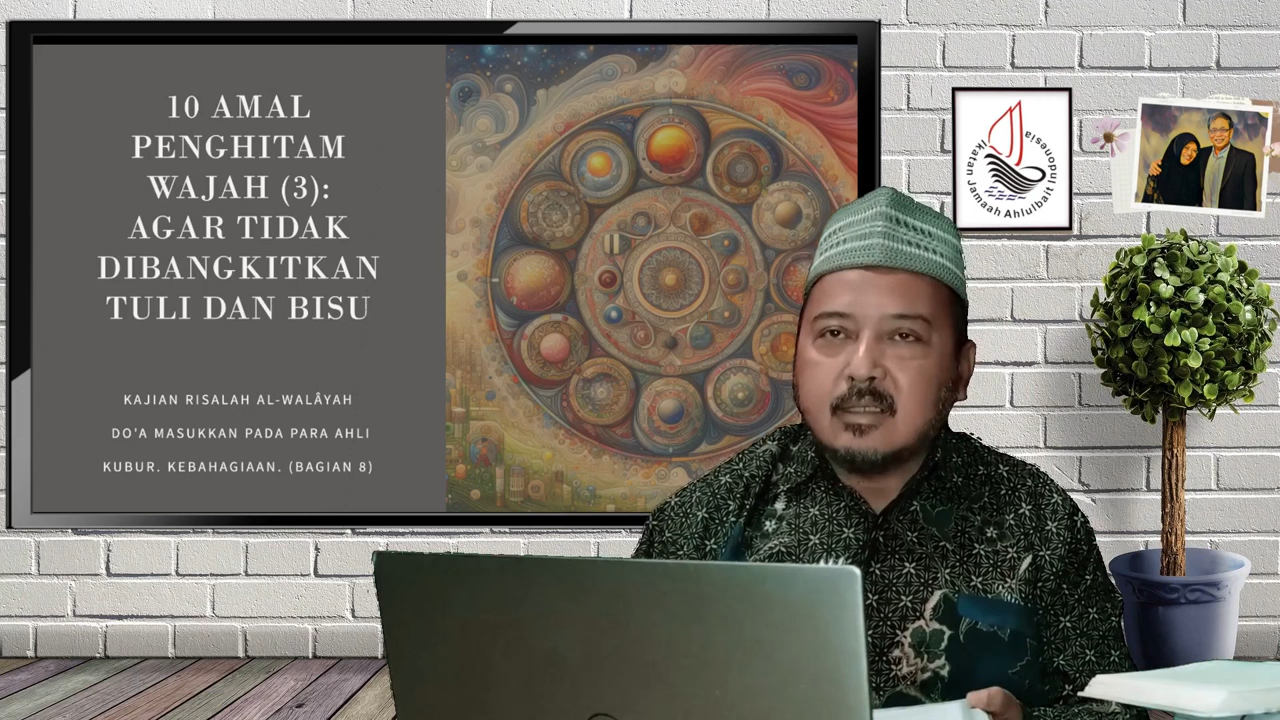 10 AMAL
PENGHITAM
WAJAH (3):
AGAR TIDAK
DIBANGKITKAN
TULI DAN BISU
KAJIAN RISALAH AL-WALÂYAH
DO'A MASUKKAN PADA PARA AHLI
KUBUR. KEBAHAGIAAN. (BAGIAN 8)
Ikatan Jamaah Ahlulbait Indonesia